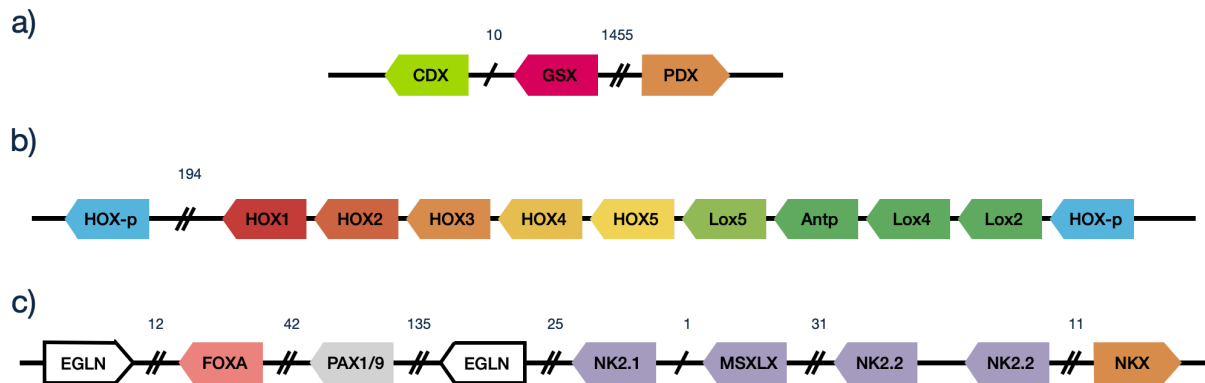 a)
10 1455
CDX GSX PDX
b)
194
HOX-p HOX1 HOX2 HOX3 HOX4 HOX5 Lox5 Antp Lox4 Lox2 HOX-p
c)
12 42 135 25 1 31 11
EGLN FOXA PAX1/9 EGLN NK2.1 MSXLX NK2.2 NK2.2 NKX